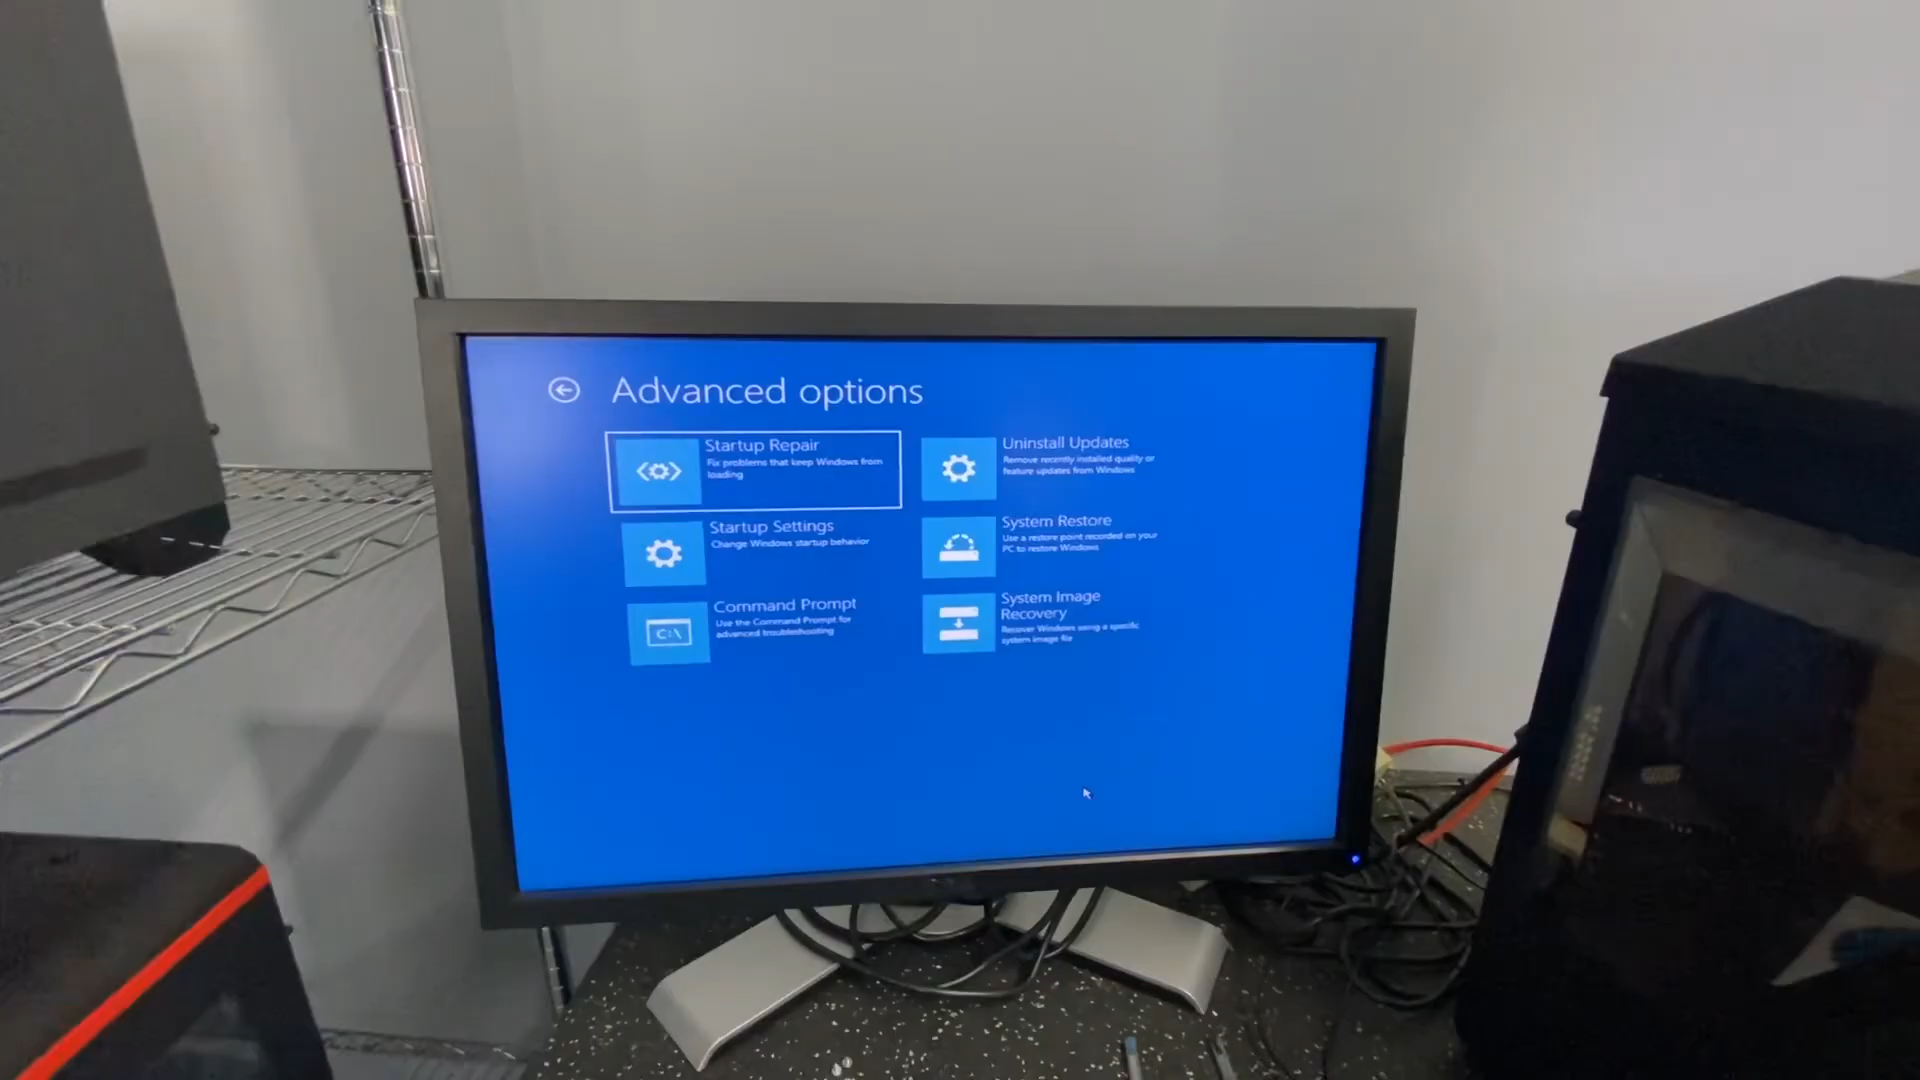 Advanced options
Startup Repair
Fix problems that keep Windows from
loading
Startup Settings
Change Windows startup behavior
C:\
Command Prompt
Use the Command Prompt for
advanced troubleshooting
Uninstall Updates
Remove recently installed quality or
feature updates from Windows
System Restore
Use a restore point recorded on your
PC to restore Windows
System Image
Recovery
Recover Windows using a specific
system image file